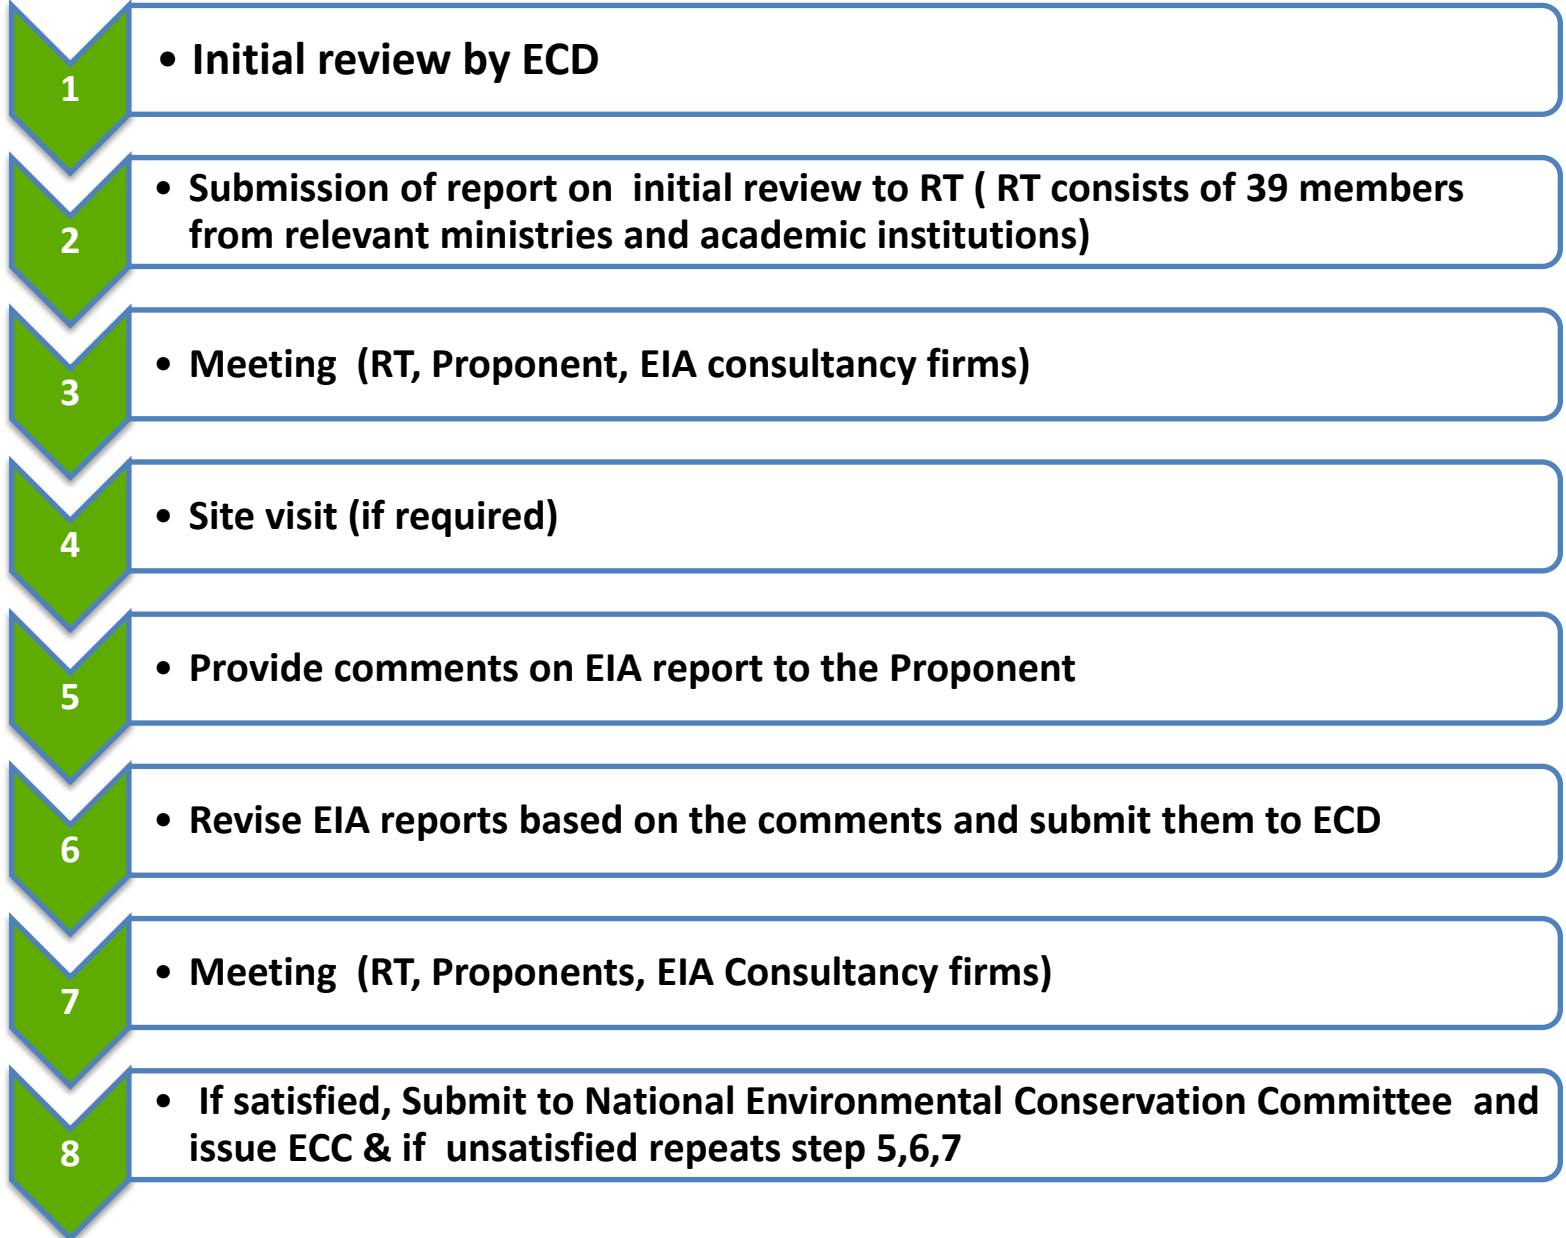 1
• Initial review by ECD
2
• Submission of report on initial review to RT ( RT consists of 39 members
from relevant ministries and academic institutions)
3
• Meeting (RT, Proponent, EIA consultancy firms)
4
• Site visit (if required)
5
• Provide comments on EIA report to the Proponent
6
• Revise EIA reports based on the comments and submit them to ECD
7
• Meeting (RT, Proponents, EIA Consultancy firms)
8
• If satisfied, Submit to National Environmental Conservation Committee and
issue ECC & if unsatisfied repeats step 5,6,7